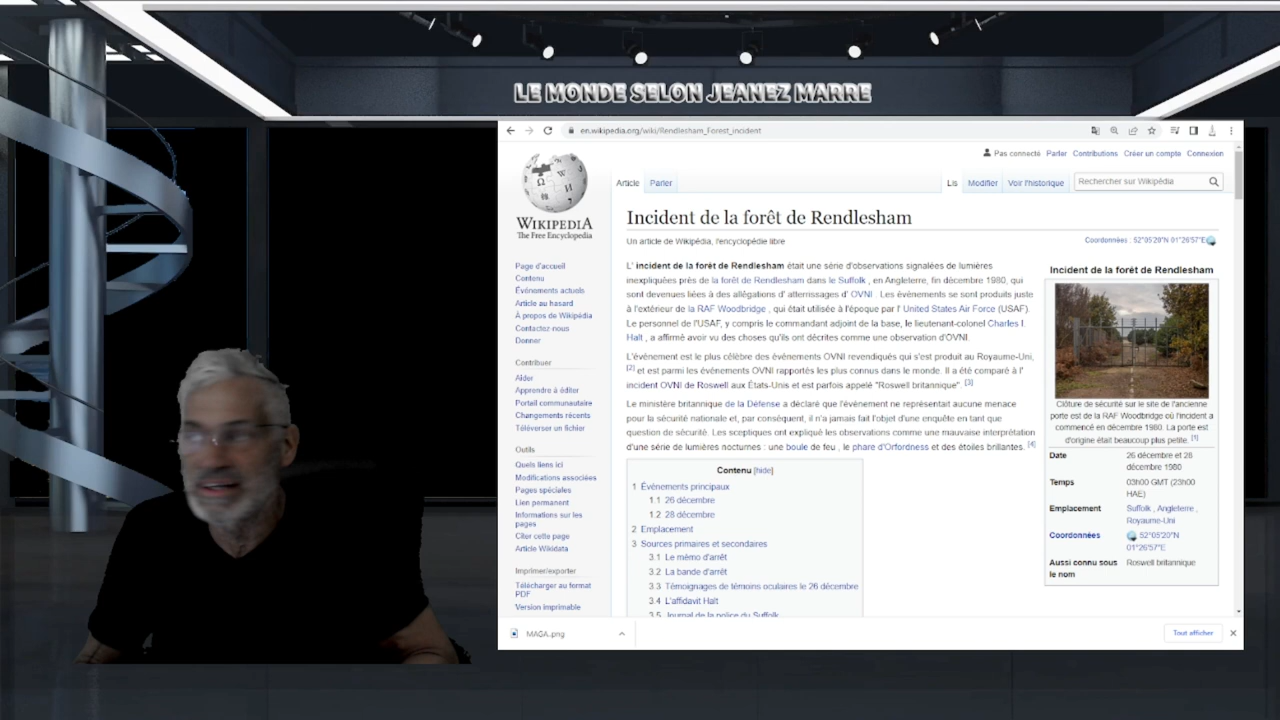 LE MONDE SELON JEANEZ MARRE
en.wikipedia.org/wiki/Rendlesham_Forest_incident
Pas connecté Parler Contributions Créer un compte Connexion
Article Parler Lis Modifier Voir l'historique Rechercher sur Wikipédia
WIKIPEDIA
The Free Encyclopedia
Page d'accueil
Contenu
Événements actuels
Article au hasard
À propos de Wikipédia
Contactez-nous
Donner
Contribuer
Aider
Apprendre à éditer
Portail communautaire
Changements récents
Téléverser un fichier
Outils
Quels liens ici
Modifications associées
Pages spéciales
Lien permanent
Informations sur les
pages
Citer cette page
Article Wikidata
Imprimer/exporter
Télécharger au format
PDF
Version imprimable
Incident de la forêt de Rendlesham
Un article de Wikipédia, l'encyclopédie libre
Coordonnées : 52°05'20"N 01°26'57"E
L' incident de la forêt de Rendlesham était une série d'observations signalées de lumières
inexpliquées près de la forêt de Rendlesham dans le Suffolk , en Angleterre, fin décembre 1980, qui
sont devenues liées à des allégations d' atterrissages d' OVNI . Les événements se sont produits juste
à l'extérieur de la RAF Woodbridge , qui était utilisée à l'époque par l' United States Air Force (USAF).
Le personnel de l'USAF, y compris le commandant adjoint de la base, le lieutenant-colonel Charles I.
Halt , a affirmé avoir vu des choses qu'ils ont décrites comme une observation d'OVNI.
L'événement est le plus célèbre des événements OVNI revendiqués qui s'est produit au Royaume-Uni,
[2] et est parmi les événements OVNI rapportés les plus connus dans le monde. Il a été comparé à l'
incident OVNI de Roswell aux États-Unis et est parfois appelé "Roswell britannique". [3]
Le ministère britannique de la Défense a déclaré que l'événement ne représentait aucune menace
pour la sécurité nationale et, par conséquent, il n'a jamais fait l'objet d'une enquête en tant que
question de sécurité. Les sceptiques ont expliqué les observations comme une mauvaise interprétation
d'une série de lumières nocturnes : une boule de feu , le phare d'Orfordness et des étoiles brillantes. [4]
Contenu [hide]
1 Événements principaux
1.1 26 décembre
1.2 28 décembre
2 Emplacement
3 Sources primaires et secondaires
3.1 Le mémo d'arrêt
3.2 La bande d'arrêt
3.3 Témoignages de témoins oculaires le 26 décembre
3.4 L'affidavit Halt
3.5 Journal de la police du Suffolk
Incident de la forêt de Rendlesham
Clôture de sécurité sur le site de l'ancienne
porte est de la RAF Woodbridge où l'incident a
commencé en décembre 1980. La porte est
d'origine était beaucoup plus petite. [1]
Date 26 décembre et 28
décembre 1980
Temps 03h00 GMT (23h00
HAE)
Emplacement Suffolk , Angleterre ,
Royaume-Uni
Coordonnées 52°05'20"N
01°26'57"E
Aussi connu sous Roswell britannique
le nom
MAGA.png
Tout afficher